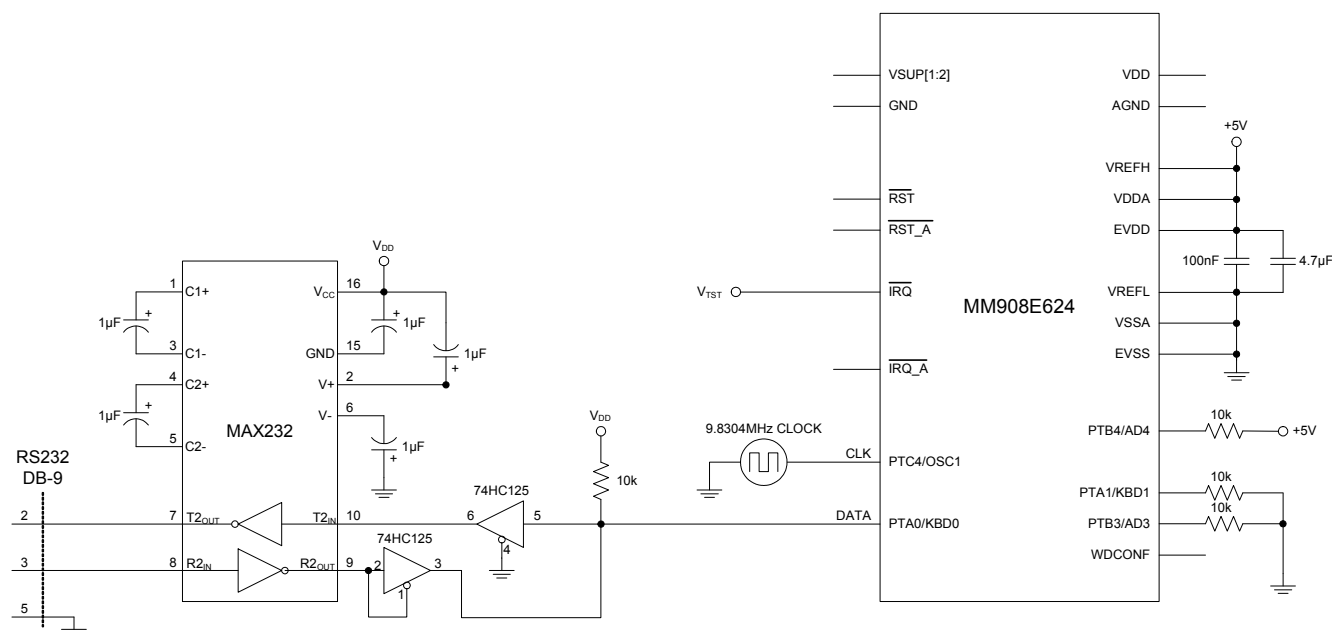 VSUP[1:2]
GND
RST
RST_A
IRQ
IRQ_A
PTC4/OSC1
PTA0/KBD0
MM908E624
VDD
AGND
VREFH
VDDA
EVDD
VREFL
VSSA
EVSS
PTB4/AD4
PTA1/KBD1
PTB3/AD3
WDCONF
+5V
100nF
4.7µF
10k
+5V
10k
10k
VTST
9.8304MHz CLOCK
CLK
DATA
VDD
10k
VDD
1
C1+
VCC
16
1µF
+
+
1µF
3
C1-
GND
15
1µF
+
4
C2+
V+
2
1µF
+
V-
6
MAX232
1µF
+
5
C2-
RS232
DB-9
74HC125
2
7
T2OUT
T2IN
10
6
5
4
74HC125
3
8
R2IN
R2OUT
9
2
3
1
5